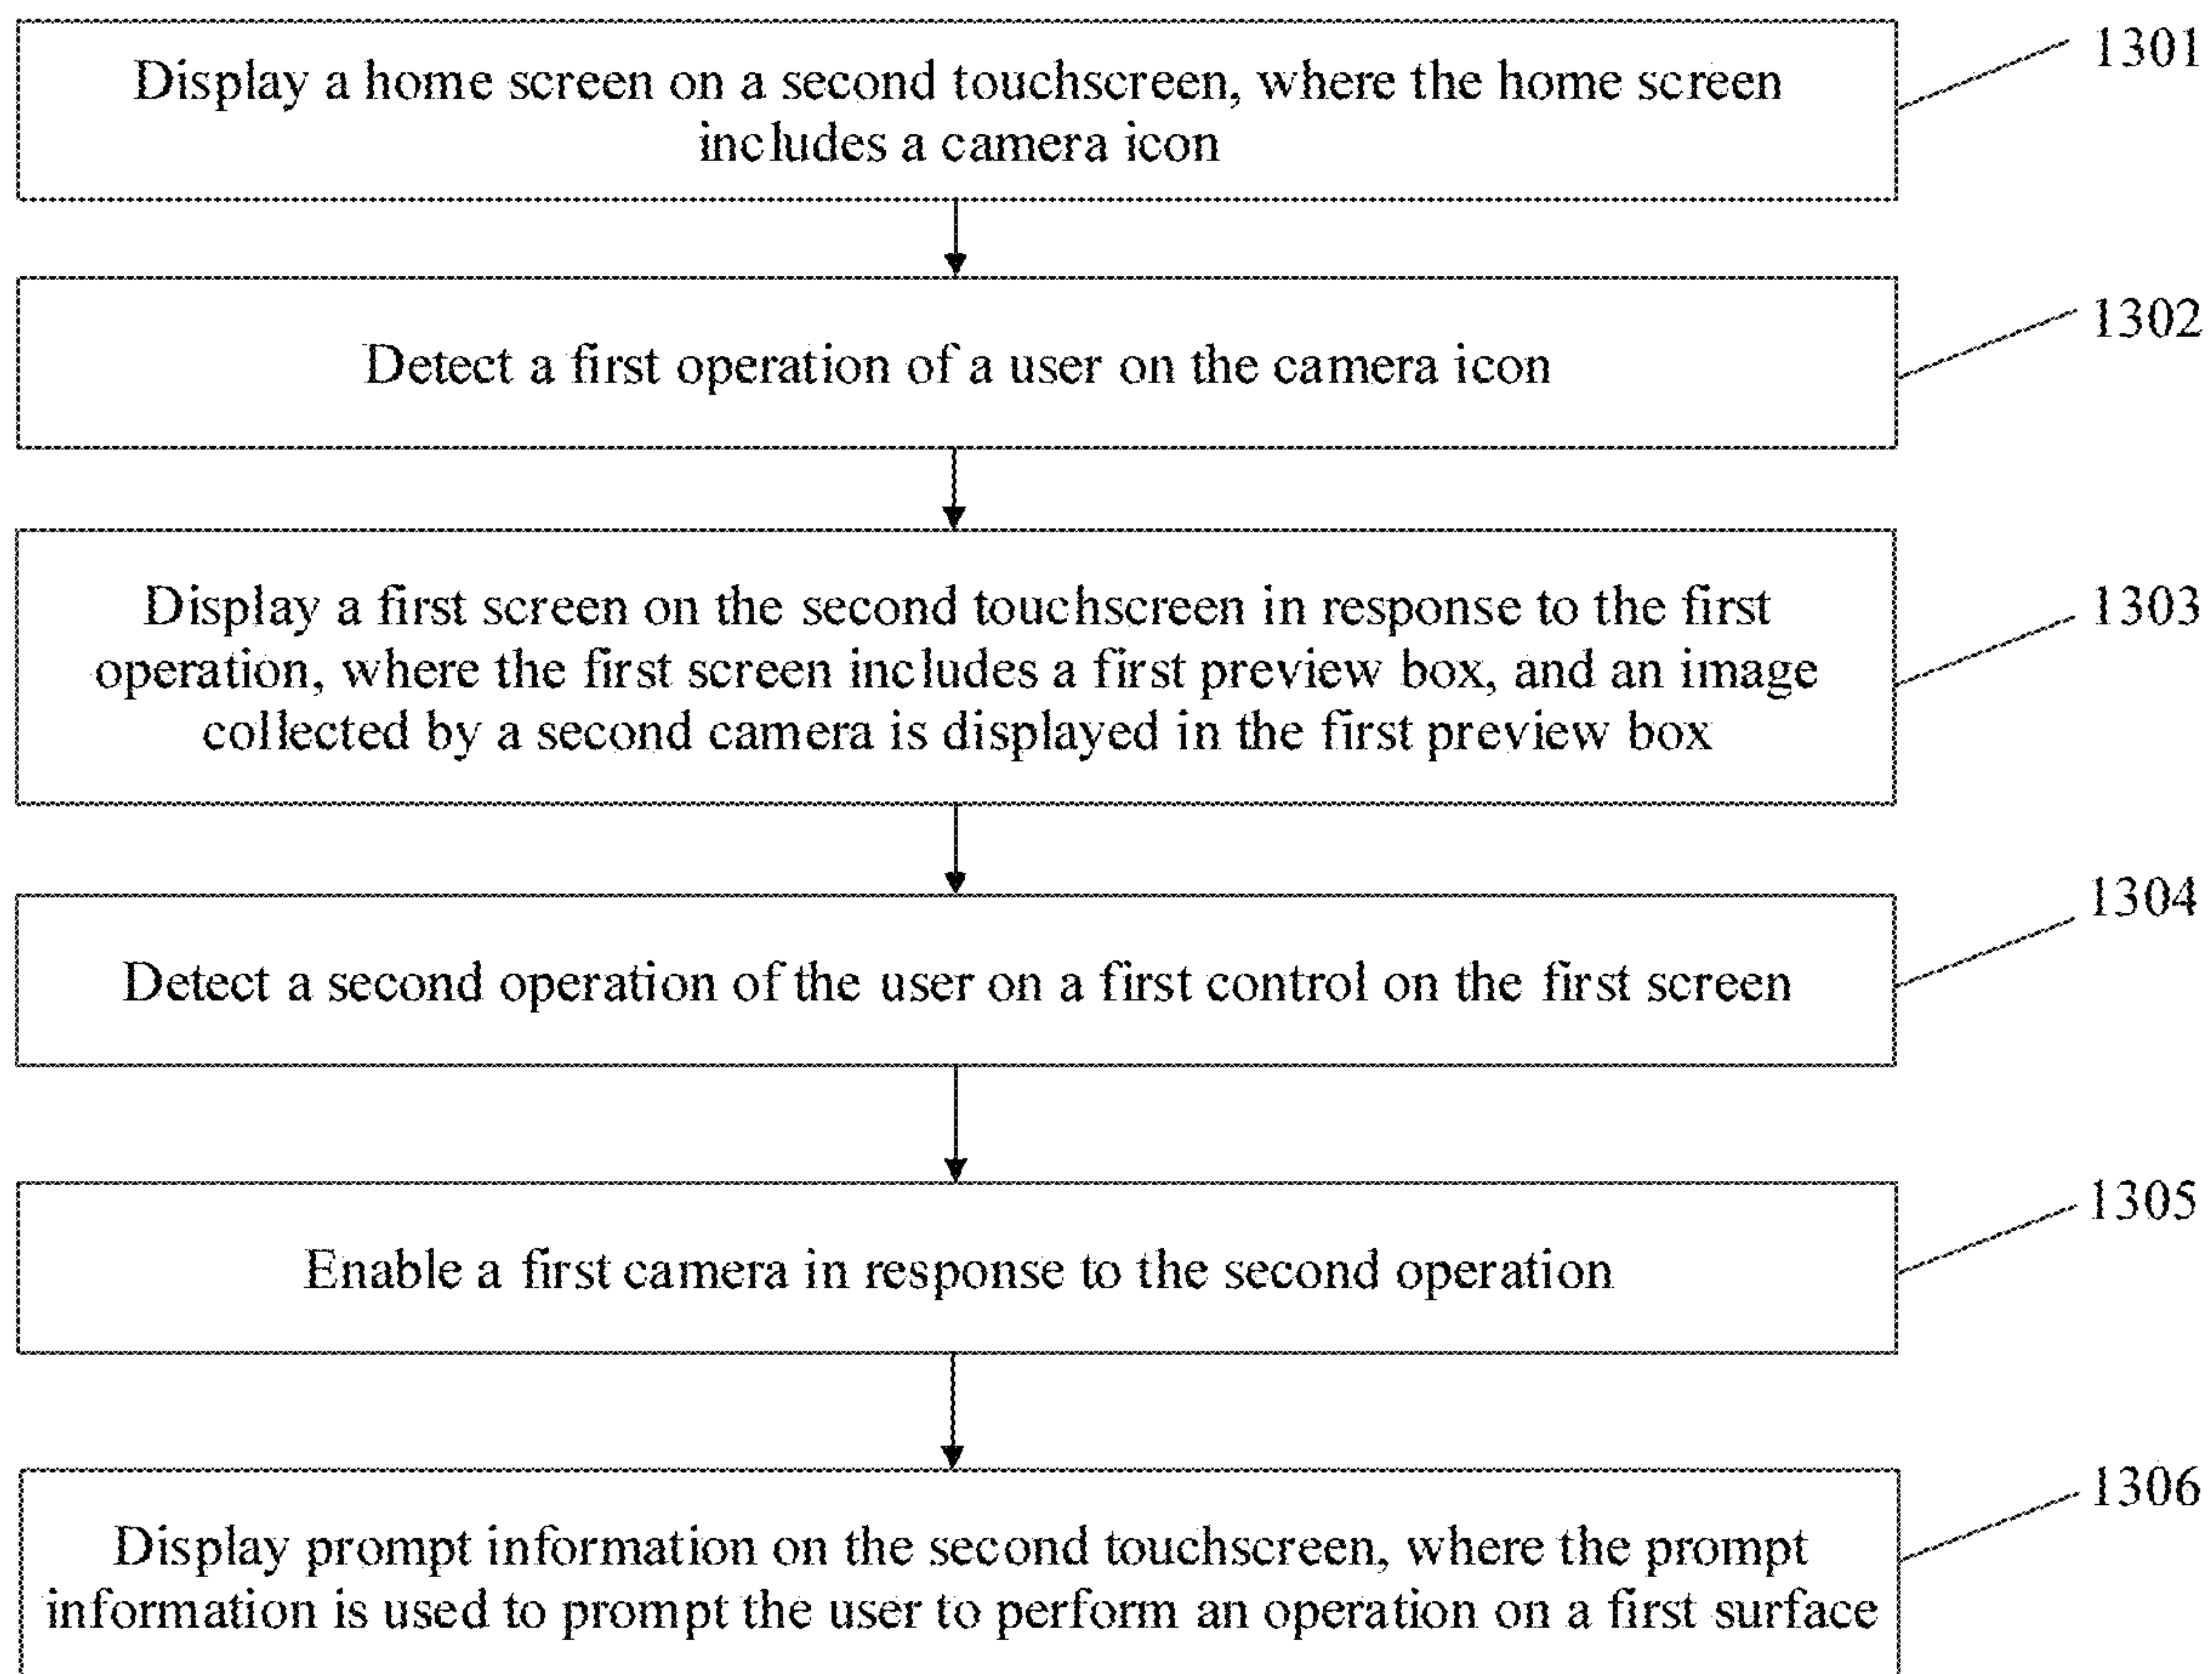 Display a home screen on a second touchscreen, where the home screen
includes a camera icon
1301
Detect a first operation of a user on the camera icon
1302
Display a first screen on the second touchscreen in response to the first
operation, where the first screen includes a first preview box, and an image
collected by a second camera is displayed in the first preview box
1303
Detect a second operation of the user on a first control on the first screen
1304
Enable a first camera in response to the second operation
1305
Display prompt information on the second touchscreen, where the prompt
information is used to prompt the user to perform an operation on a first surface
1306